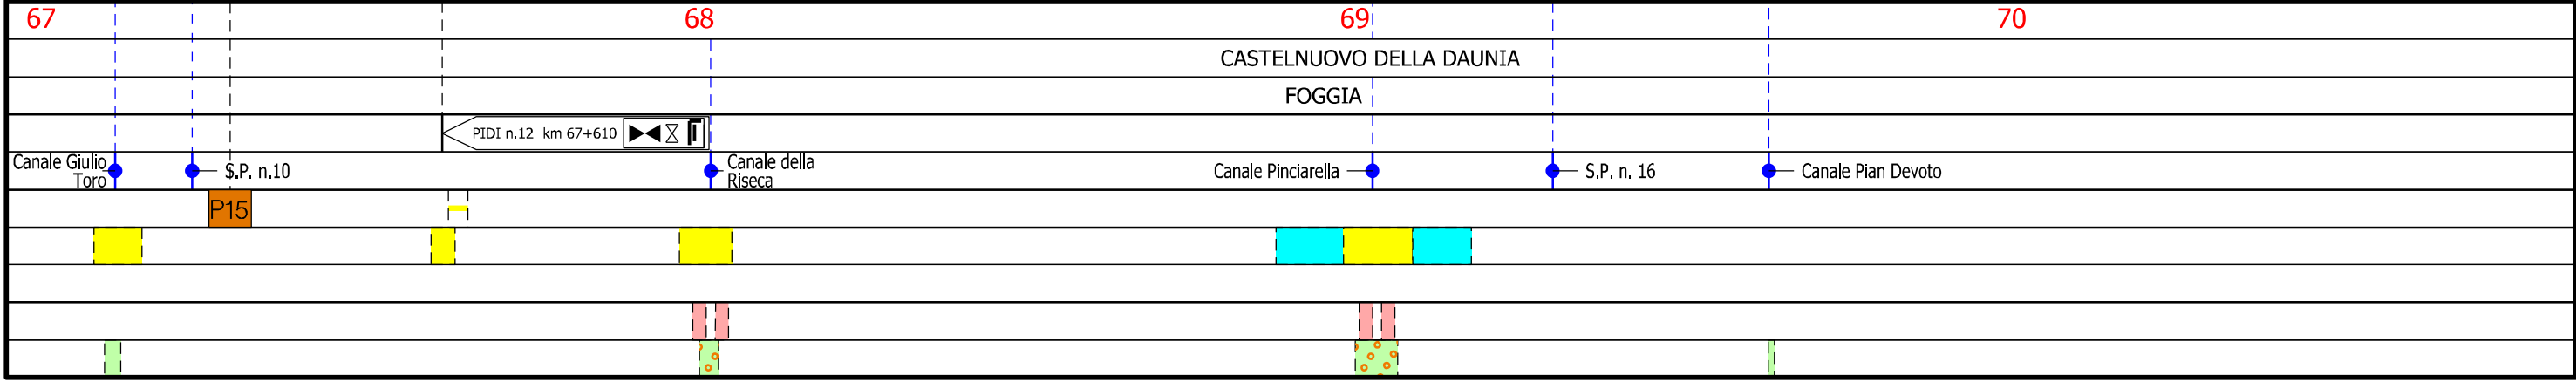 67 68 69 70
CASTELNUOVO DELLA DAUNIA
FOGGIA
PIDI n.12 km 67+610
Canale Giulio
Toro
S.P. n.10
Canale della
Riseca
Canale Pinciarella
S.P. n. 16
Canale Pian Devoto
P15